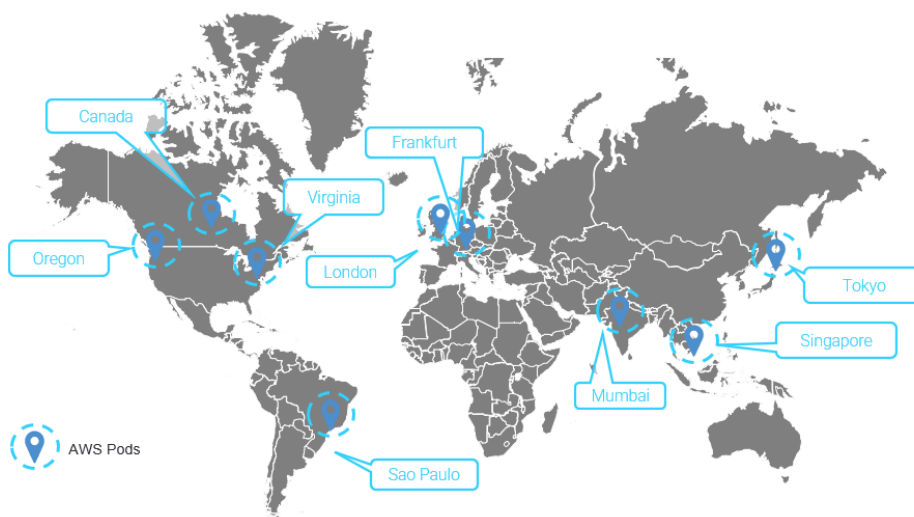 Canada
Frankfurt
Virginia
Oregon
London
Tokyo
Singapore
Mumbai
AWS Pods
Sao Paulo